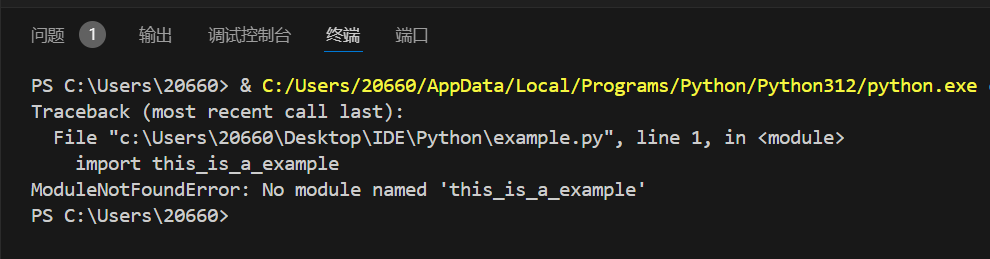 问题 1 输出 调试控制台 终端 端口
PS C:\Users\20660> & C:/Users/20660/AppData/Local/Programs/Python/Python312/python.exe
Traceback (most recent call last):
  File "c:\Users\20660\Desktop\IDE\Python\example.py", line 1, in <module>
    import this_is_a_example
ModuleNotFoundError: No module named 'this_is_a_example'
PS C:\Users\20660>